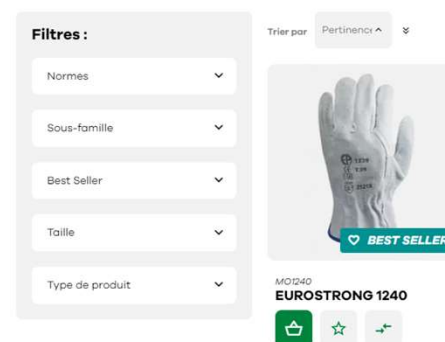 Filtres :
Normes
Sous-famille
Best Seller
Taille
Type de produit
Trier par
Pertinence
BEST SELLER
MO1240
EUROSTRONG 1240